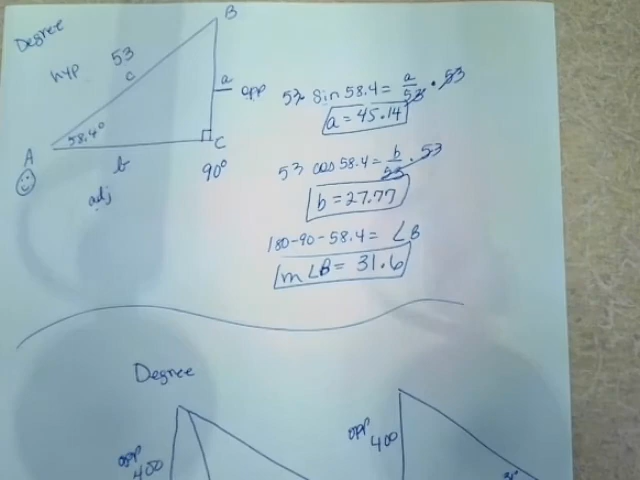 Degree
B
hyp 53
c
a
opp
58.4°
A
C
b
90°
adj
53 sin 58.4 = a/53 · 53
a = 45.14
53 cos 58.4 = b/53 · 53
b = 27.77
180-90-58.4 = ∠B
m∠B = 31.6
Degree
opp
400
opp
400